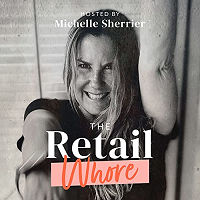 HOSTED BY
Michelle Sherrier
THE
Retail
Whore